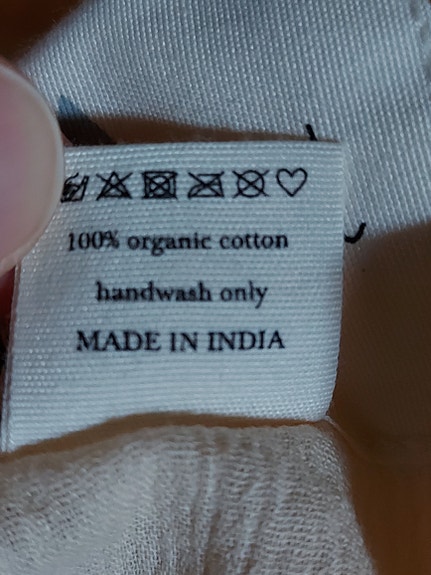 100% organic cotton
handwash only
MADE IN INDIA